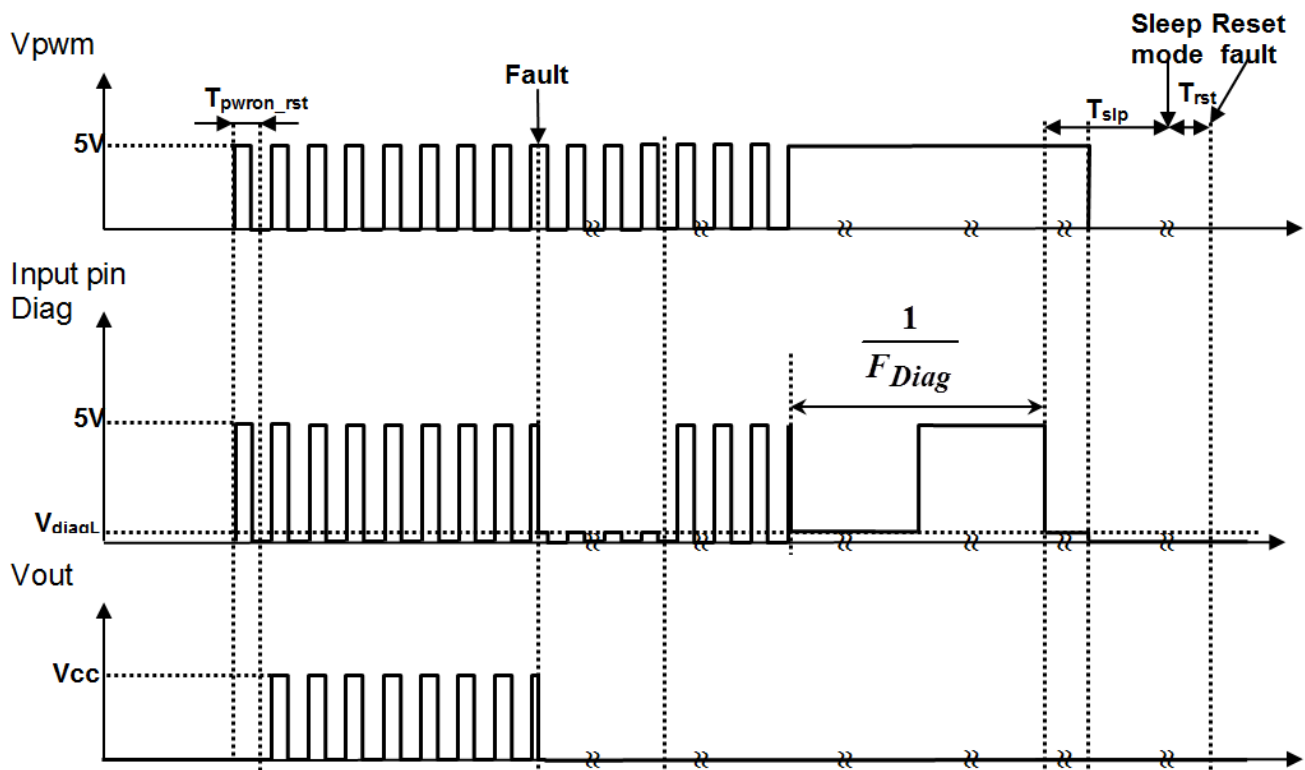 Sleep Reset
mode fault
Vpwm
Fault
Tpwron_rst
Tslp
Trst
5V
Input pin
Diag
1
FDiag
5V
VdiagL
Vout
Vcc